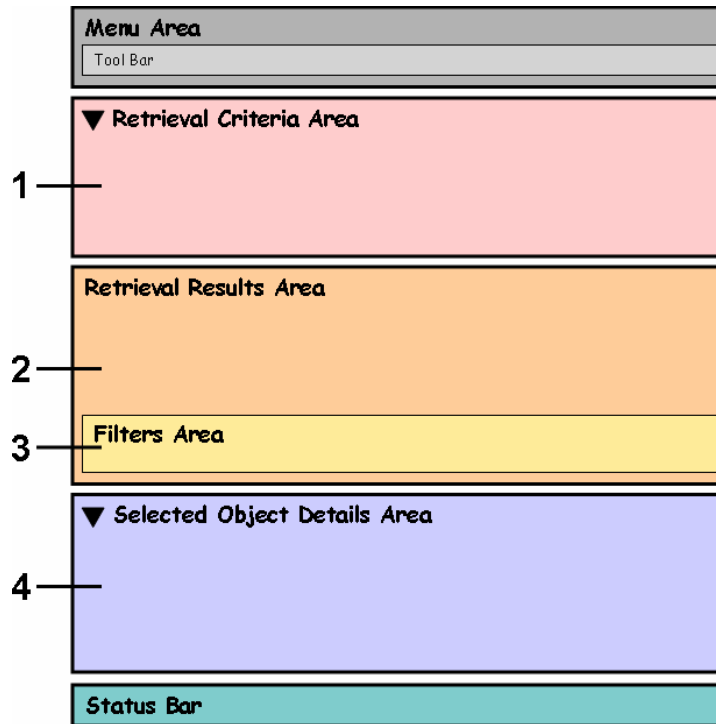 Menu Area
Tool Bar
▼ Retrieval Criteria Area
1
Retrieval Results Area
2
Filters Area
3
▼ Selected Object Details Area
4
Status Bar